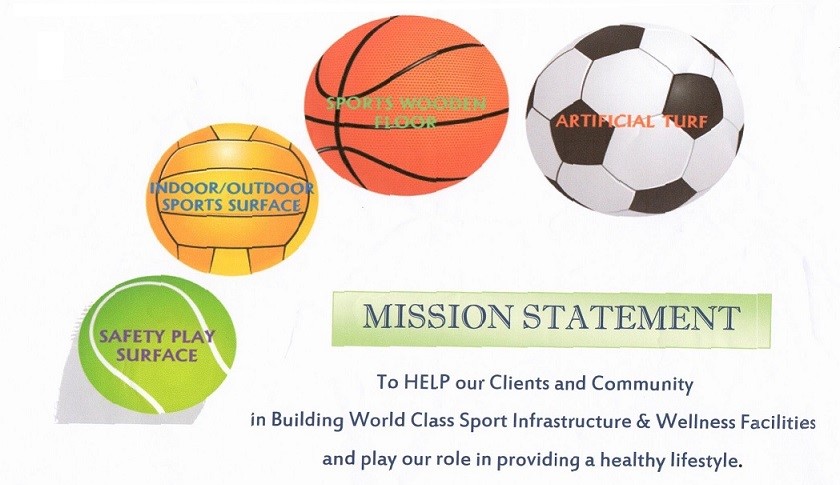 SPORTS WOODEN
FLOOR
ARTIFICIAL TURF
INDOOR/OUTDOOR
SPORTS SURFACE
SAFETY PLAY
SURFACE
MISSION STATEMENT
To HELP our Clients and Community
in Building World Class Sport Infrastructure & Wellness Facilities
and play our role in providing a healthy lifestyle.